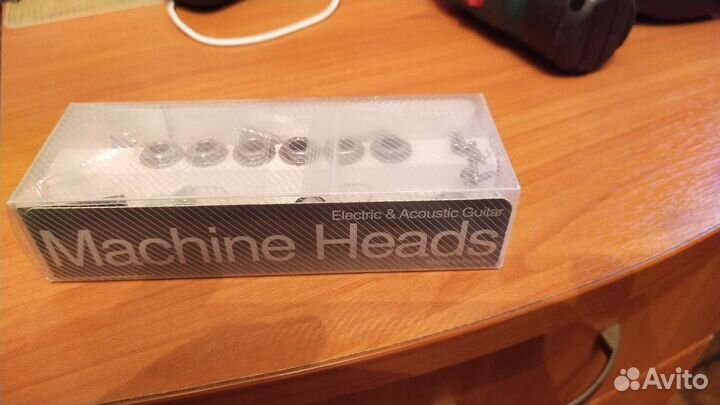 Electric & Acoustic Guitar
Machine Heads
Avito